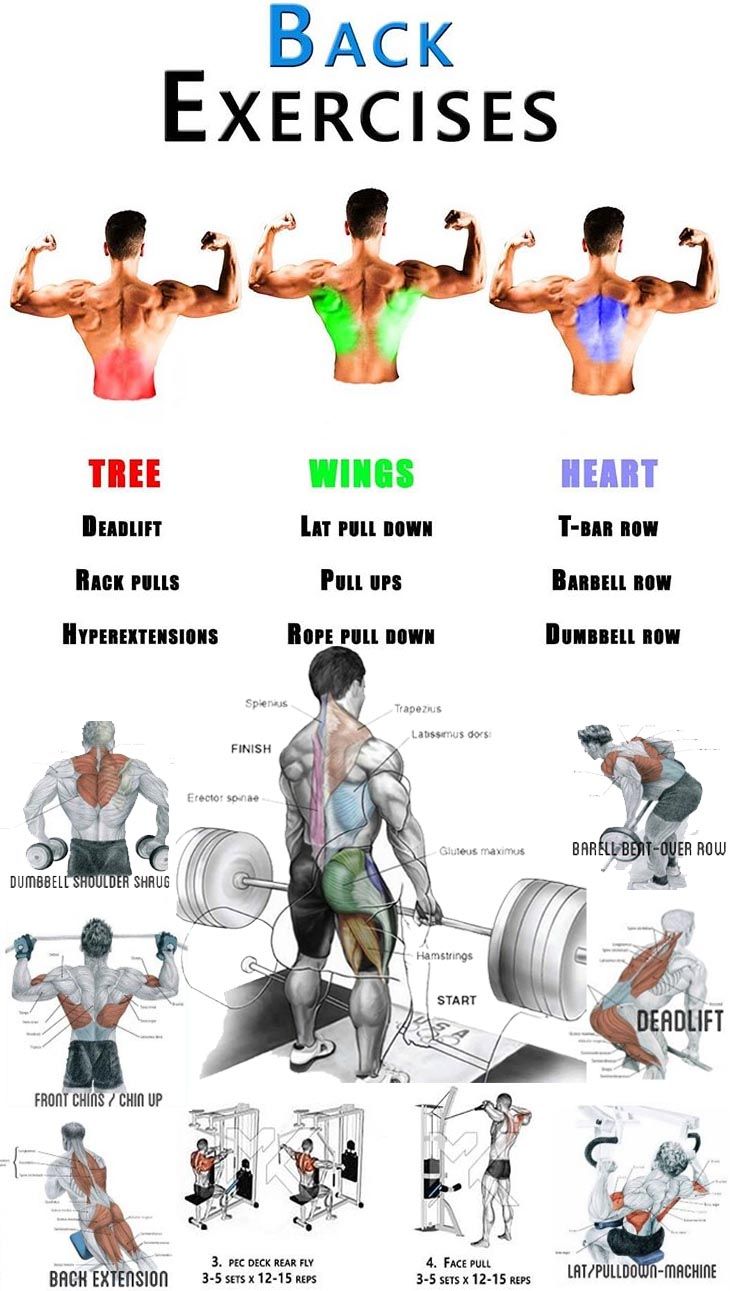 BACK
EXERCISES
TREE
WINGS
HEART
DEADLIFT
LAT PULL DOWN
T-BAR ROW
RACK PULLS
PULL UPS
BARBELL ROW
HYPEREXTENSIONS
ROPE PULL DOWN
DUMBBELL ROW
Splenius
Trapezius
Latissimus dorsi
FINISH
Erector spinae
Gluteus maximus
Hamstrings
START
DUMBBELL SHOULDER SHRUG
BARELL BENT-OVER ROW
FRONT CHINS / CHIN UP
DEADLIFT
BACK EXTENSION
3. PEC DECK REAR FLY
3-5 SETS X 12-15 REPS
4. FACE PULL
3-5 SETS X 12-15 REPS
LAT/PULLDOWN-MACHINE